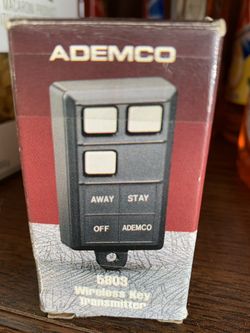 ADEMCO
AWAY STAY
OFF ADEMCO
5803
Wireless Key
Transmitter